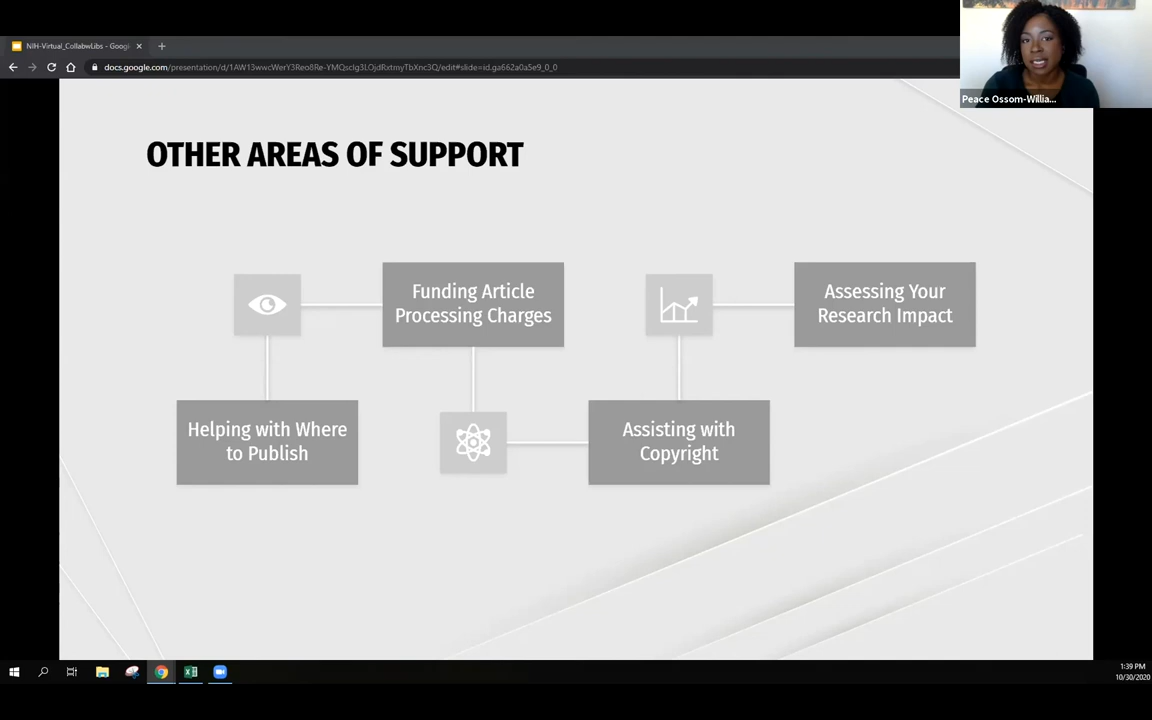 NIH-Virtual_CollabwLibs - Googl
docs.google.com/presentation/d/1AW13wwcWerY3Reo8Re-YMQscIg3LOjdRxtmyTbXnc3Q/edit#slide=id.ga662a0a5e9_0_0
Peace Ossom-Willia...
OTHER AREAS OF SUPPORT
Funding Article
Processing Charges
Assessing Your
Research Impact
Helping with Where
to Publish
Assisting with
Copyright
1:39 PM
10/30/2020